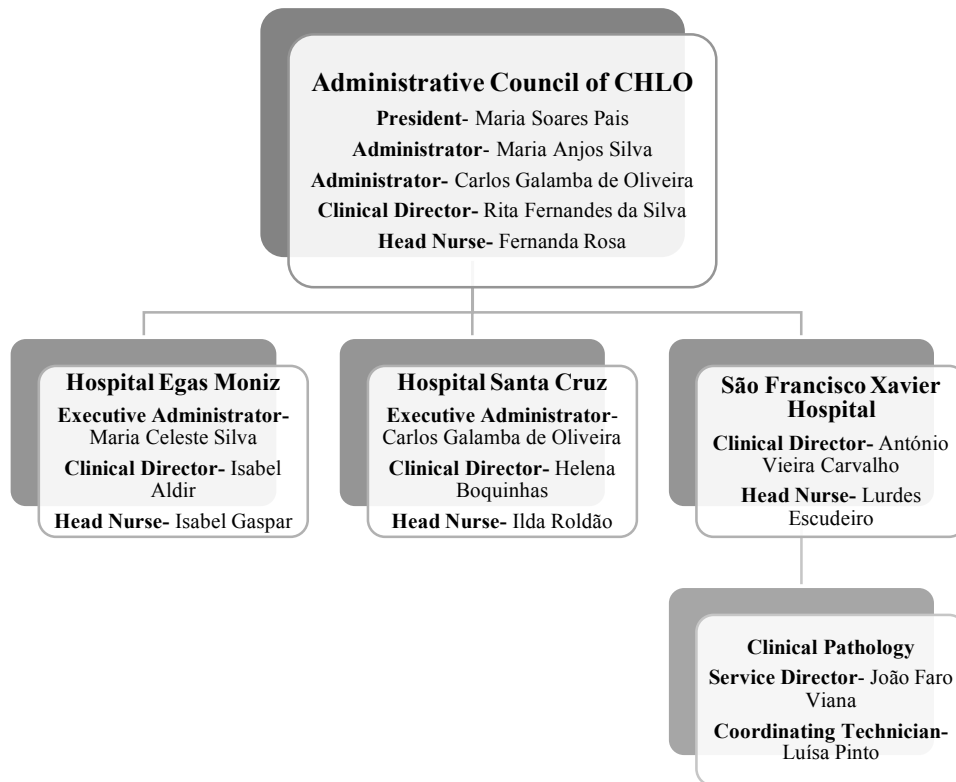 Administrative Council of CHLO
President- Maria Soares Pais
Administrator- Maria Anjos Silva
Administrator- Carlos Galamba de Oliveira
Clinical Director- Rita Fernandes da Silva
Head Nurse- Fernanda Rosa
Hospital Egas Moniz
Executive Administrator-
Maria Celeste Silva
Clinical Director- Isabel
Aldir
Head Nurse- Isabel Gaspar
Hospital Santa Cruz
Executive Administrator-
Carlos Galamba de Oliveira
Clinical Director- Helena
Boquinhas
Head Nurse- Ilda Roldão
São Francisco Xavier
Hospital
Clinical Director- António
Vieira Carvalho
Head Nurse- Lurdes
Escudeiro
Clinical Pathology
Service Director- João Faro
Viana
Coordinating Technician-
Luísa Pinto